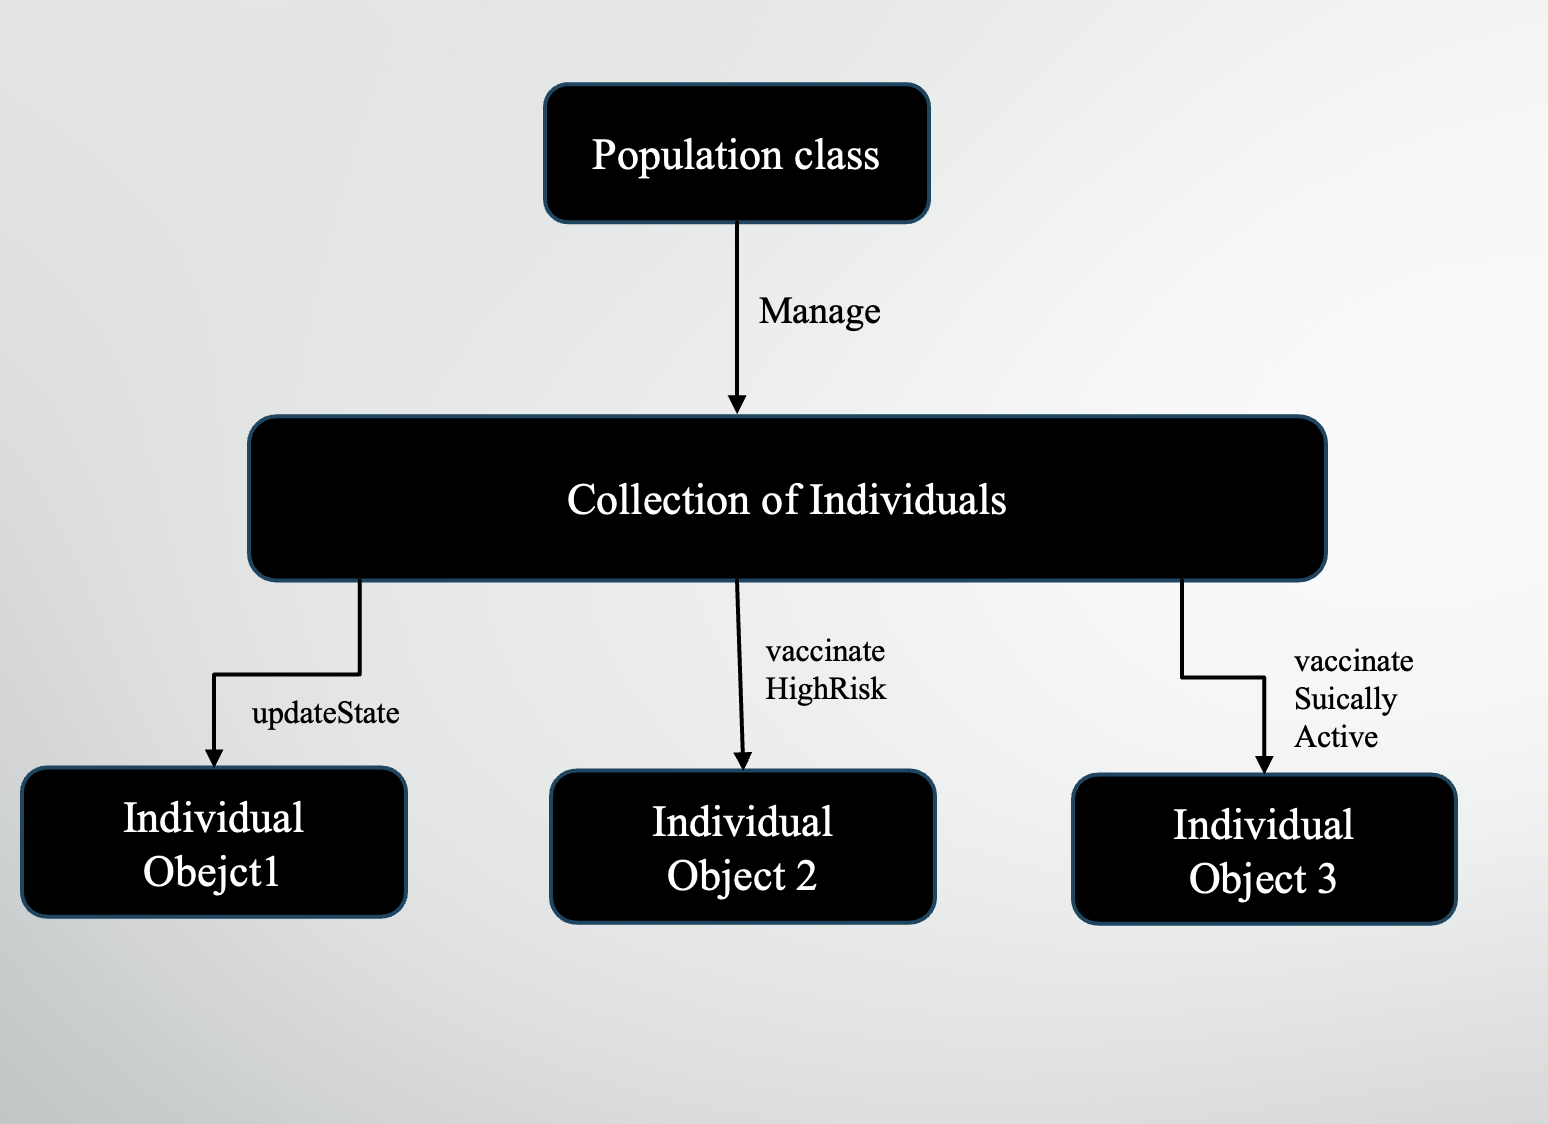 Population class
Manage
Collection of Individuals
updateState
vaccinate
HighRisk
vaccinate
Suically
Active
Individual
Obejct1
Individual
Object 2
Individual
Object 3